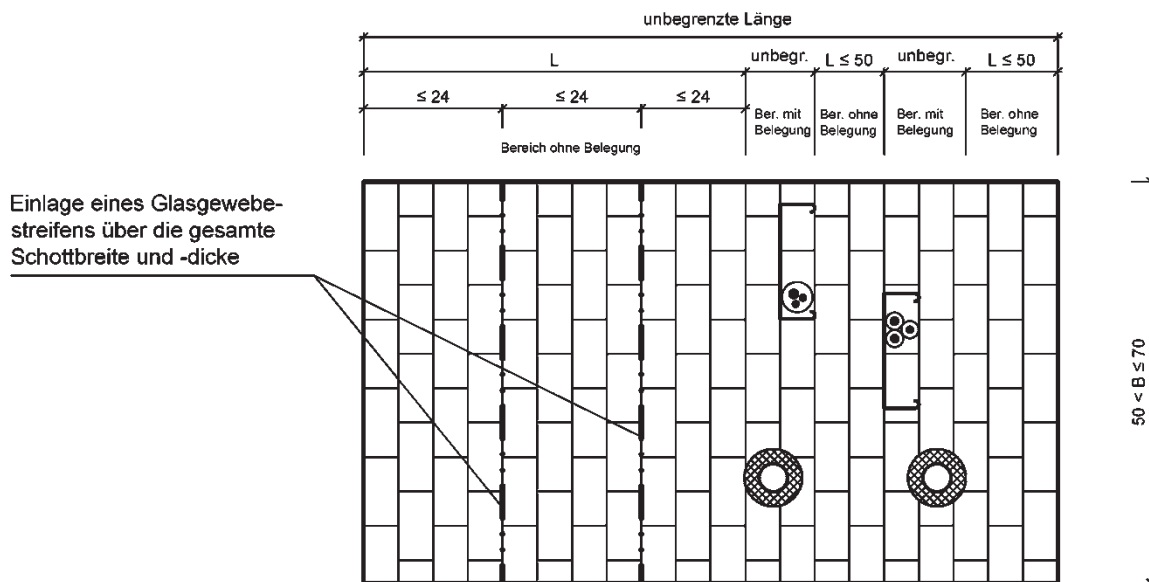 unbegrenzte Länge
L
unbegr.
L ≤ 50
unbegr.
L ≤ 50
≤ 24
≤ 24
≤ 24
Ber. mit
Belegung
Ber. ohne
Belegung
Ber. mit
Belegung
Ber. ohne
Belegung
Bereich ohne Belegung
Einlage eines Glasgewebe-
streifens über die gesamte
Schottbreite und -dicke
50 < B ≤ 70